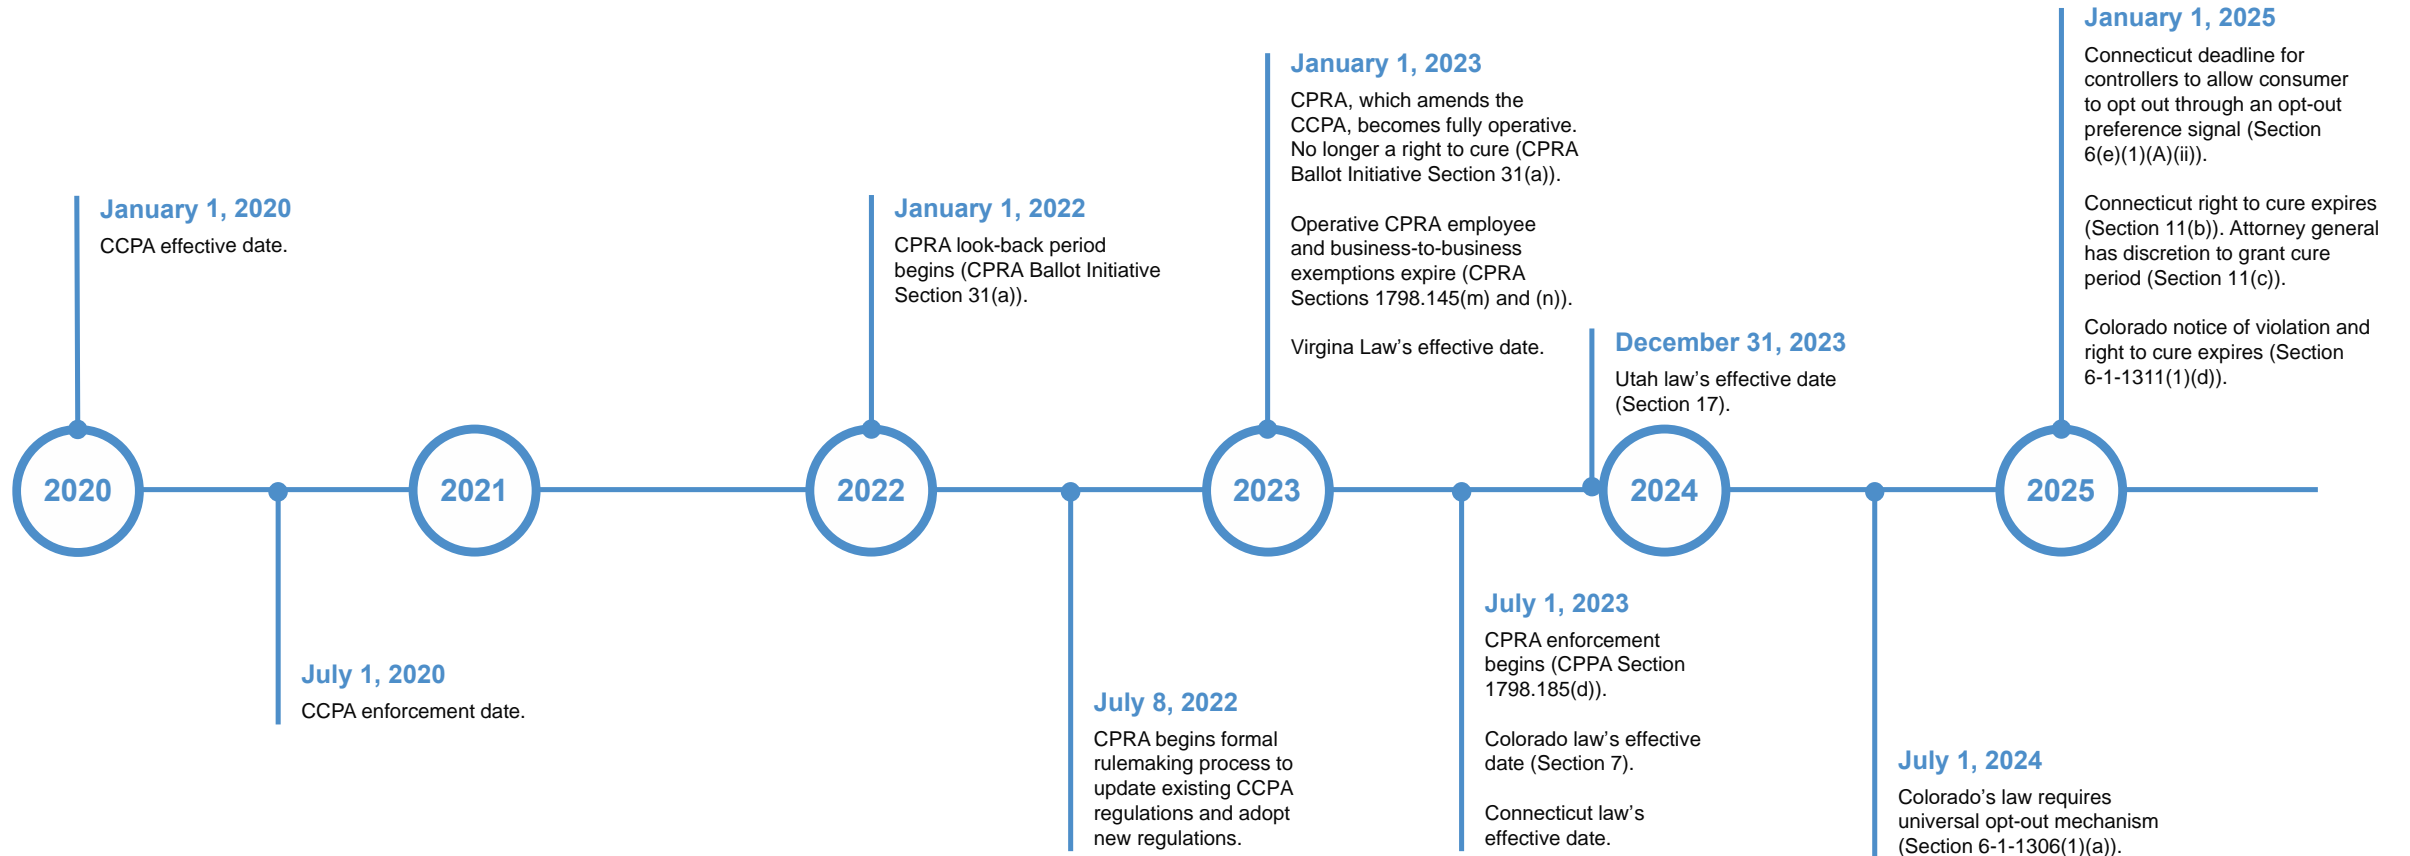 January 1, 2020
CCPA effective date.
January 1, 2022
CPRA look-back period
begins (CPRA Ballot Initiative
Section 31(a)).
January 1, 2023
CPRA, which amends the
CCPA, becomes fully operative.
No longer a right to cure (CPRA
Ballot Initiative Section 31(a)).
Operative CPRA employee
and business-to-business
exemptions expire (CPRA
Sections 1798.145(m) and (n)).
Virgina Law’s effective date.
December 31, 2023
Utah law’s effective date
(Section 17).
January 1, 2025
Connecticut deadline for
controllers to allow consumer
to opt out through an opt-out
preference signal (Section
6(e)(1)(A)(ii)).
Connecticut right to cure expires
(Section 11(b)). Attorney general
has discretion to grant cure
period (Section 11(c)).
Colorado notice of violation and
right to cure expires (Section
6-1-1311(1)(d)).
2020
2021
2022
2023
2024
2025
July 1, 2020
CCPA enforcement date.
July 8, 2022
CPRA begins formal
rulemaking process to
update existing CCPA
regulations and adopt
new regulations.
July 1, 2023
CPRA enforcement
begins (CPPA Section
1798.185(d)).
Colorado law’s effective
date (Section 7).
Connecticut law’s
effective date.
July 1, 2024
Colorado’s law requires
universal opt-out mechanism
(Section 6-1-1306(1)(a)).